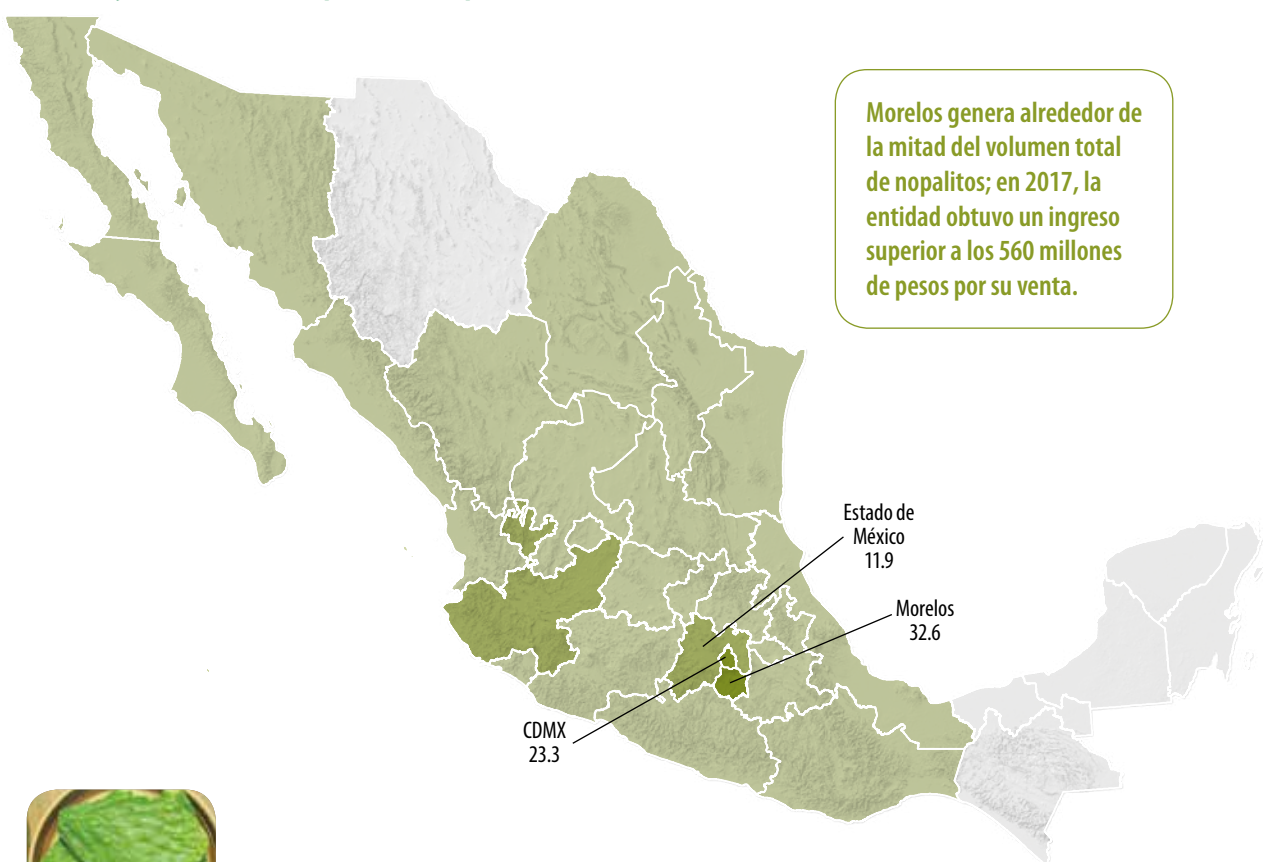 Morelos genera alrededor de
la mitad del volumen total
de nopalitos; en 2017, la
entidad obtuvo un ingreso
superior a los 560 millones
de pesos por su venta.
Estado de
México
11.9
Morelos
32.6
CDMX
23.3